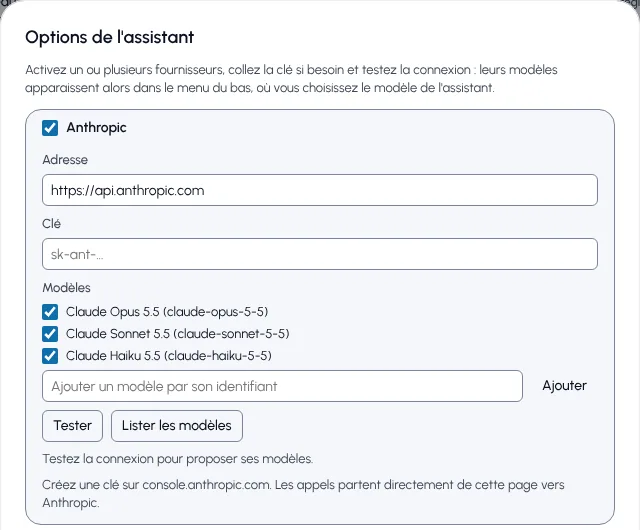 Options de l'assistant
Activez un ou plusieurs fournisseurs, collez la clé si besoin et testez la connexion : leurs modèles
apparaissent alors dans le menu du bas, où vous choisissez le modèle de l'assistant.
Anthropic
Adresse
https://api.anthropic.com
Clé
sk-ant-...
Modèles
Claude Opus 5.5 (claude-opus-5-5)
Claude Sonnet 5.5 (claude-sonnet-5-5)
Claude Haiku 5.5 (claude-haiku-5-5)
Ajouter un modèle par son identifiant
Ajouter
Tester
Lister les modèles
Testez la connexion pour proposer ses modèles.
Créez une clé sur console.anthropic.com. Les appels partent directement de cette page vers
Anthropic.